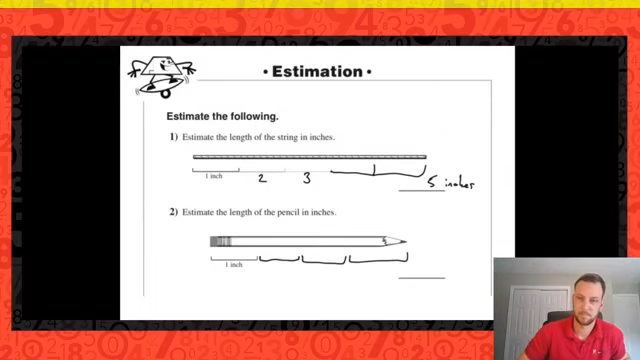 • Estimation •
Estimate the following.
1) Estimate the length of the string in inches.
1 inch
2
3
5 inches
2) Estimate the length of the pencil in inches.
1 inch